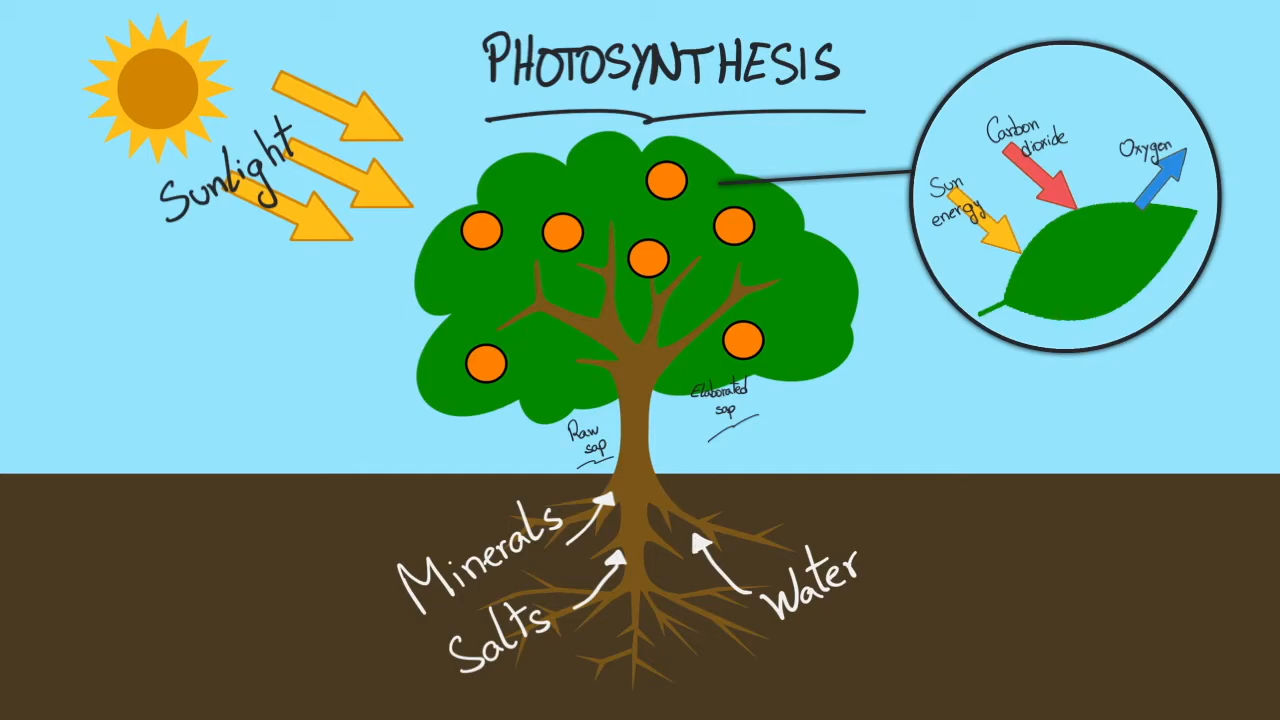 PHOTOSYNTHESIS
Sunlight
Carbon
dioxide
Oxygen
Sun
energy
Elaborated
sap
Raw
sap
Minerals
Salts
Water